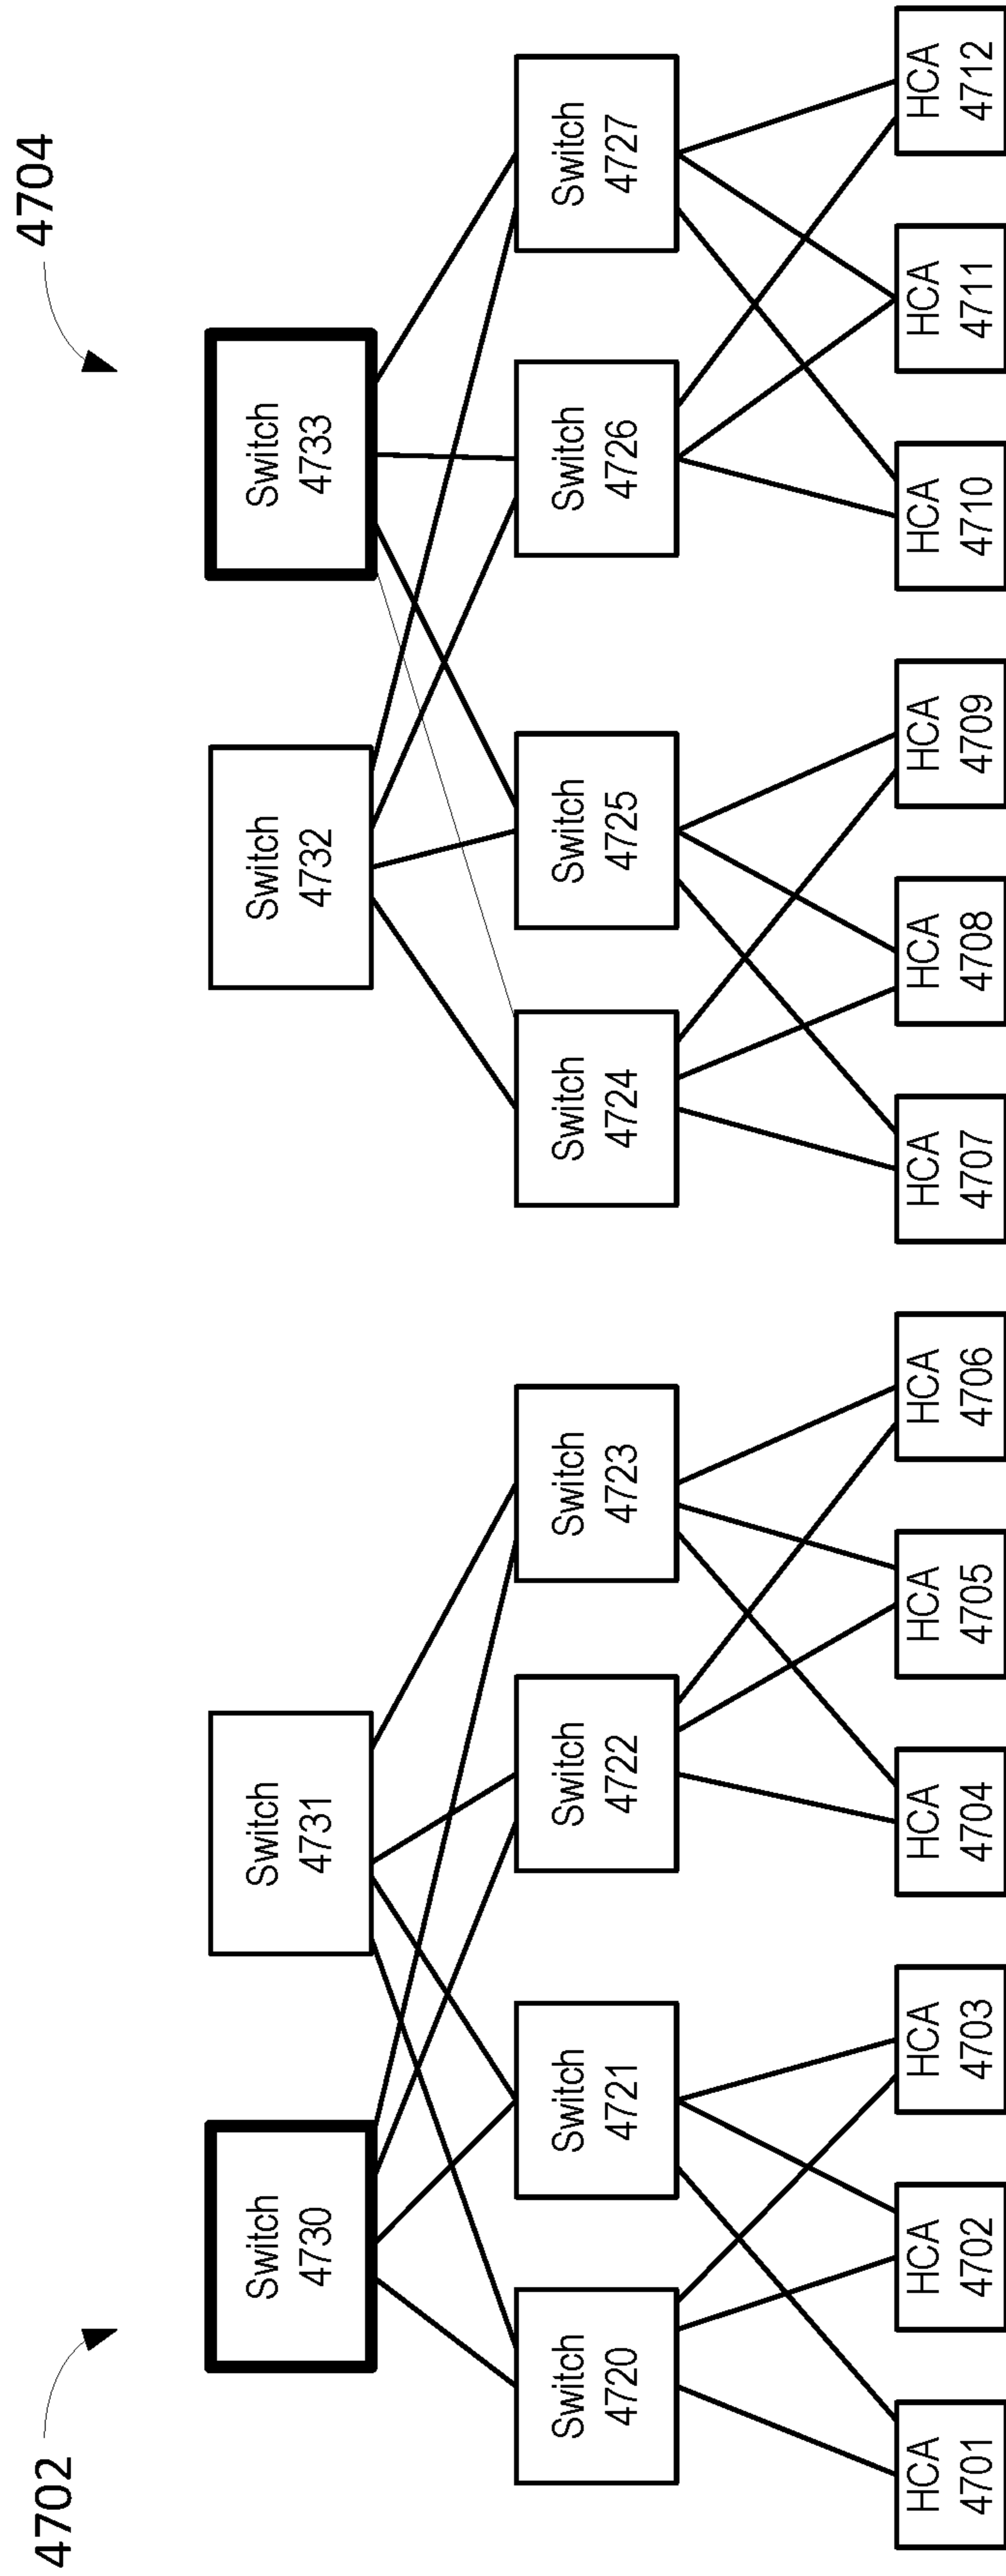 4702
4704
Switch
4730
Switch
4731
Switch
4732
Switch
4733
Switch
4720
Switch
4721
Switch
4722
Switch
4723
Switch
4724
Switch
4725
Switch
4726
Switch
4727
HCA
4701
HCA
4702
HCA
4703
HCA
4704
HCA
4705
HCA
4706
HCA
4707
HCA
4708
HCA
4709
HCA
4710
HCA
4711
HCA
4712